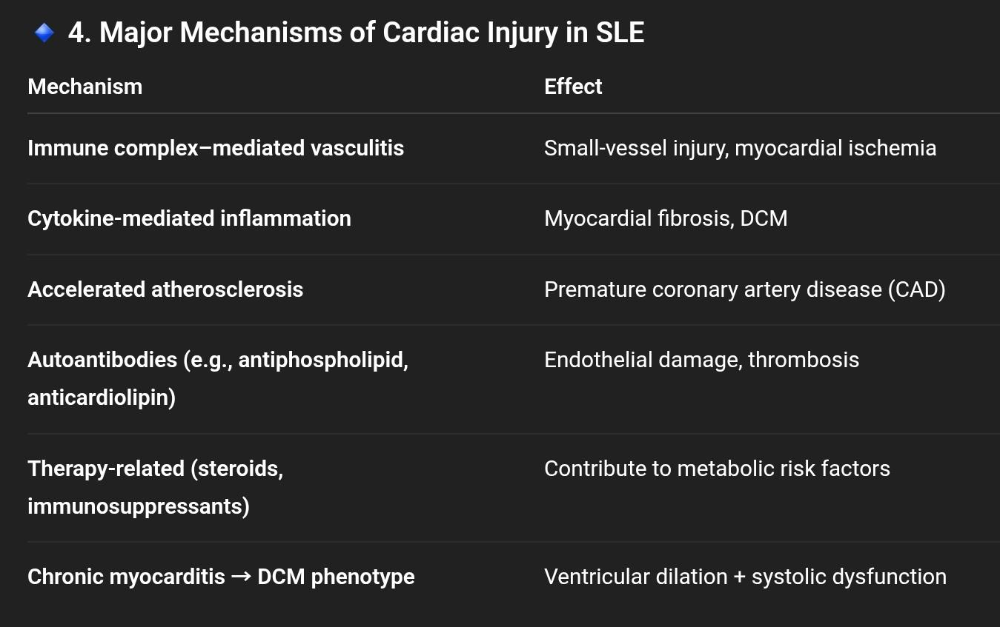 🔹 4. Major Mechanisms of Cardiac Injury in SLE
Mechanism Effect
Immune complex–mediated vasculitis Small-vessel injury, myocardial ischemia
Cytokine-mediated inflammation Myocardial fibrosis, DCM
Accelerated atherosclerosis Premature coronary artery disease (CAD)
Autoantibodies (e.g., antiphospholipid, Endothelial damage, thrombosis
anticardiolipin)
Therapy-related (steroids, Contribute to metabolic risk factors
immunosuppressants)
Chronic myocarditis → DCM phenotype Ventricular dilation + systolic dysfunction